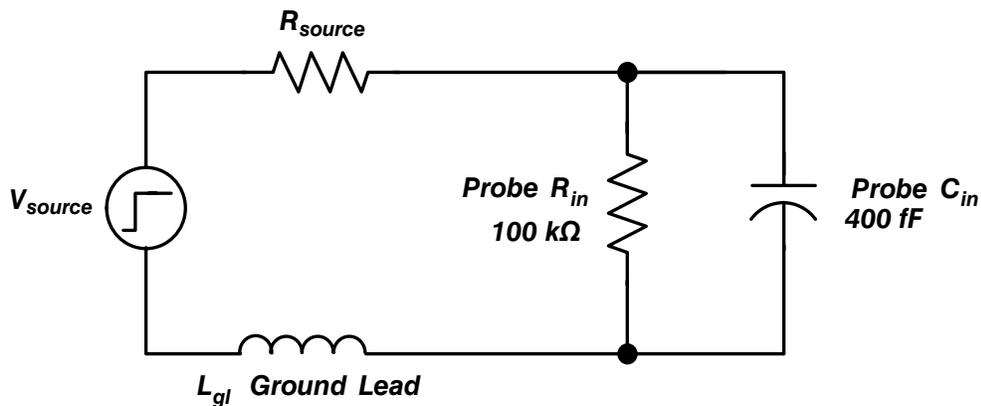 R_source
V_source
Probe R_in
100 kΩ
Probe C_in
400 fF
L_gl Ground Lead